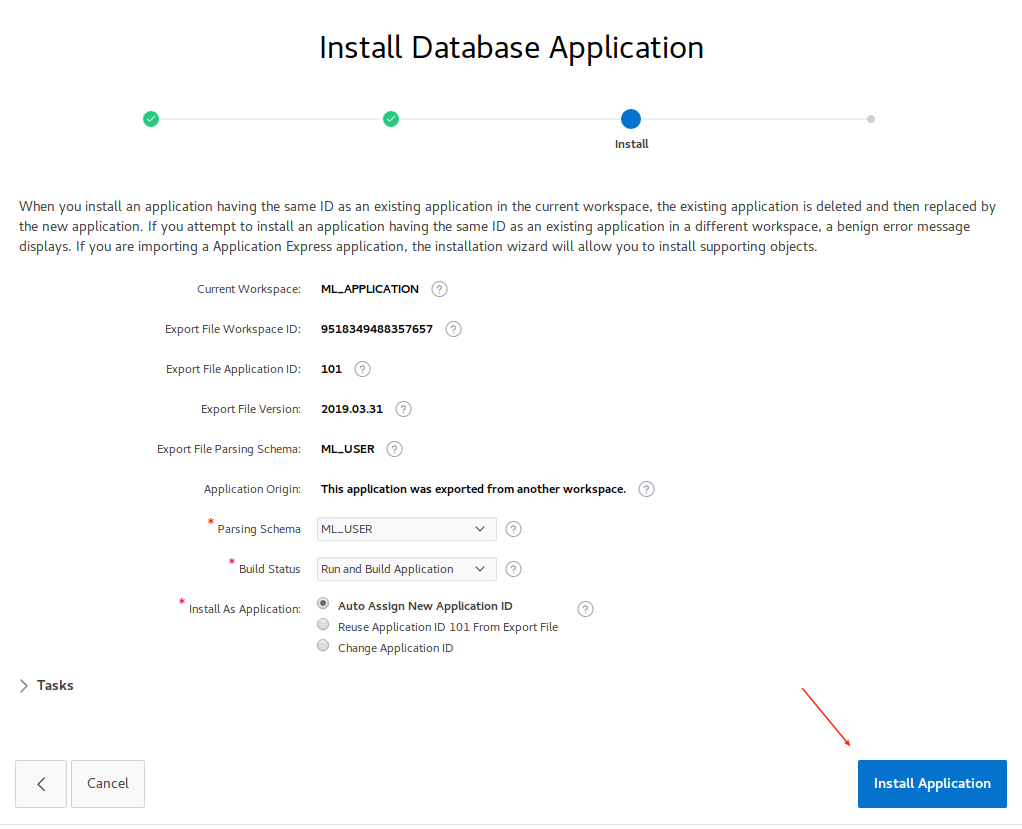 Install Database Application
Install
When you install an application having the same ID as an existing application in the current workspace, the existing application is deleted and then replaced by
the new application. If you attempt to install an application having the same ID as an existing application in a different workspace, a benign error message
displays. If you are importing a Application Express application, the installation wizard will allow you to install supporting objects.
Current Workspace: ML_APPLICATION ?
Export File Workspace ID: 9518349488357657 ?
Export File Application ID: 101 ?
Export File Version: 2019.03.31 ?
Export File Parsing Schema: ML_USER ?
Application Origin: This application was exported from another workspace. ?
* Parsing Schema ML_USER ?
* Build Status Run and Build Application ?
* Install As Application: Auto Assign New Application ID ?
Reuse Application ID 101 From Export File
Change Application ID
Tasks
Cancel Install Application